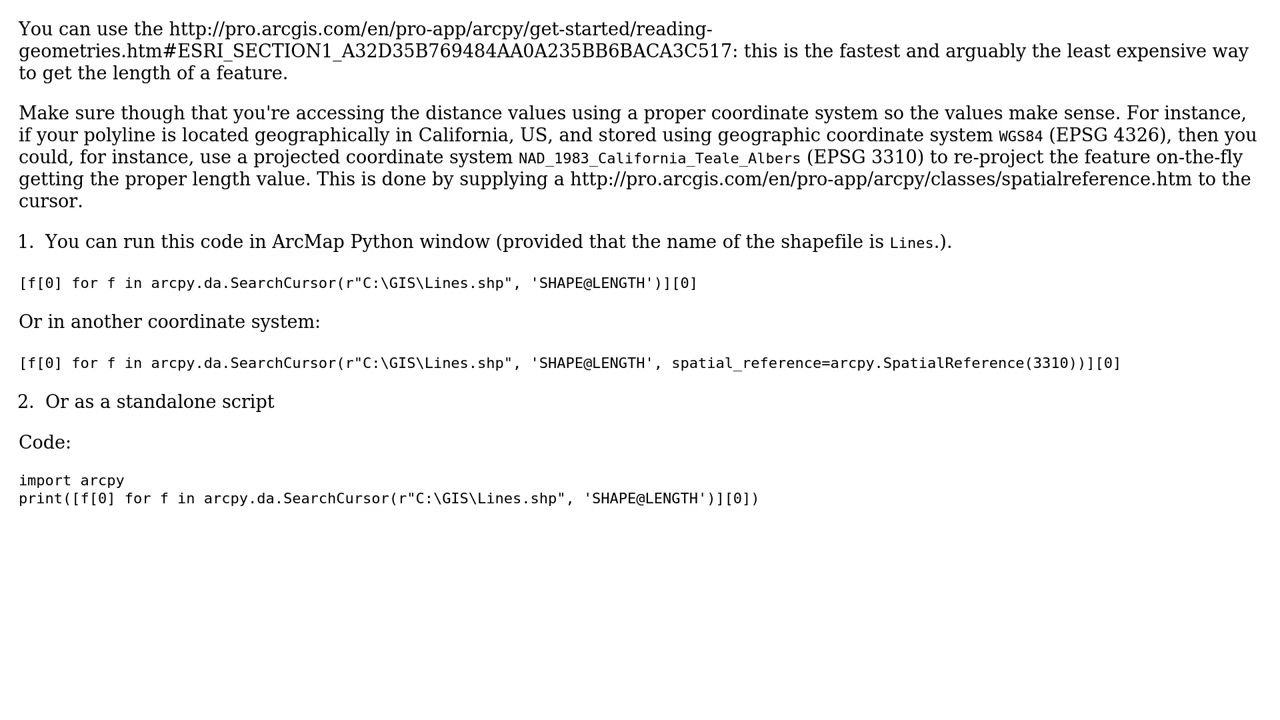 You can use the http://pro.arcgis.com/en/pro-app/arcpy/get-started/reading-
geometries.htm#ESRI_SECTION1_A32D35B769484AA0A235BB6BACA3C517: this is the fastest and arguably the least expensive way
to get the length of a feature.
Make sure though that you're accessing the distance values using a proper coordinate system so the values make sense. For instance,
if your polyline is located geographically in California, US, and stored using geographic coordinate system WGS84 (EPSG 4326), then you
could, for instance, use a projected coordinate system NAD_1983_California_Teale_Albers (EPSG 3310) to re-project the feature on-the-fly
getting the proper length value. This is done by supplying a http://pro.arcgis.com/en/pro-app/arcpy/classes/spatialreference.htm to the
cursor.
1. You can run this code in ArcMap Python window (provided that the name of the shapefile is Lines.).
[f[0] for f in arcpy.da.SearchCursor(r"C:\GIS\Lines.shp", 'SHAPE@LENGTH')][0]
Or in another coordinate system:
[f[0] for f in arcpy.da.SearchCursor(r"C:\GIS\Lines.shp", 'SHAPE@LENGTH', spatial_reference=arcpy.SpatialReference(3310))][0]
2. Or as a standalone script
Code:
import arcpy
print([f[0] for f in arcpy.da.SearchCursor(r"C:\GIS\Lines.shp", 'SHAPE@LENGTH')][0])